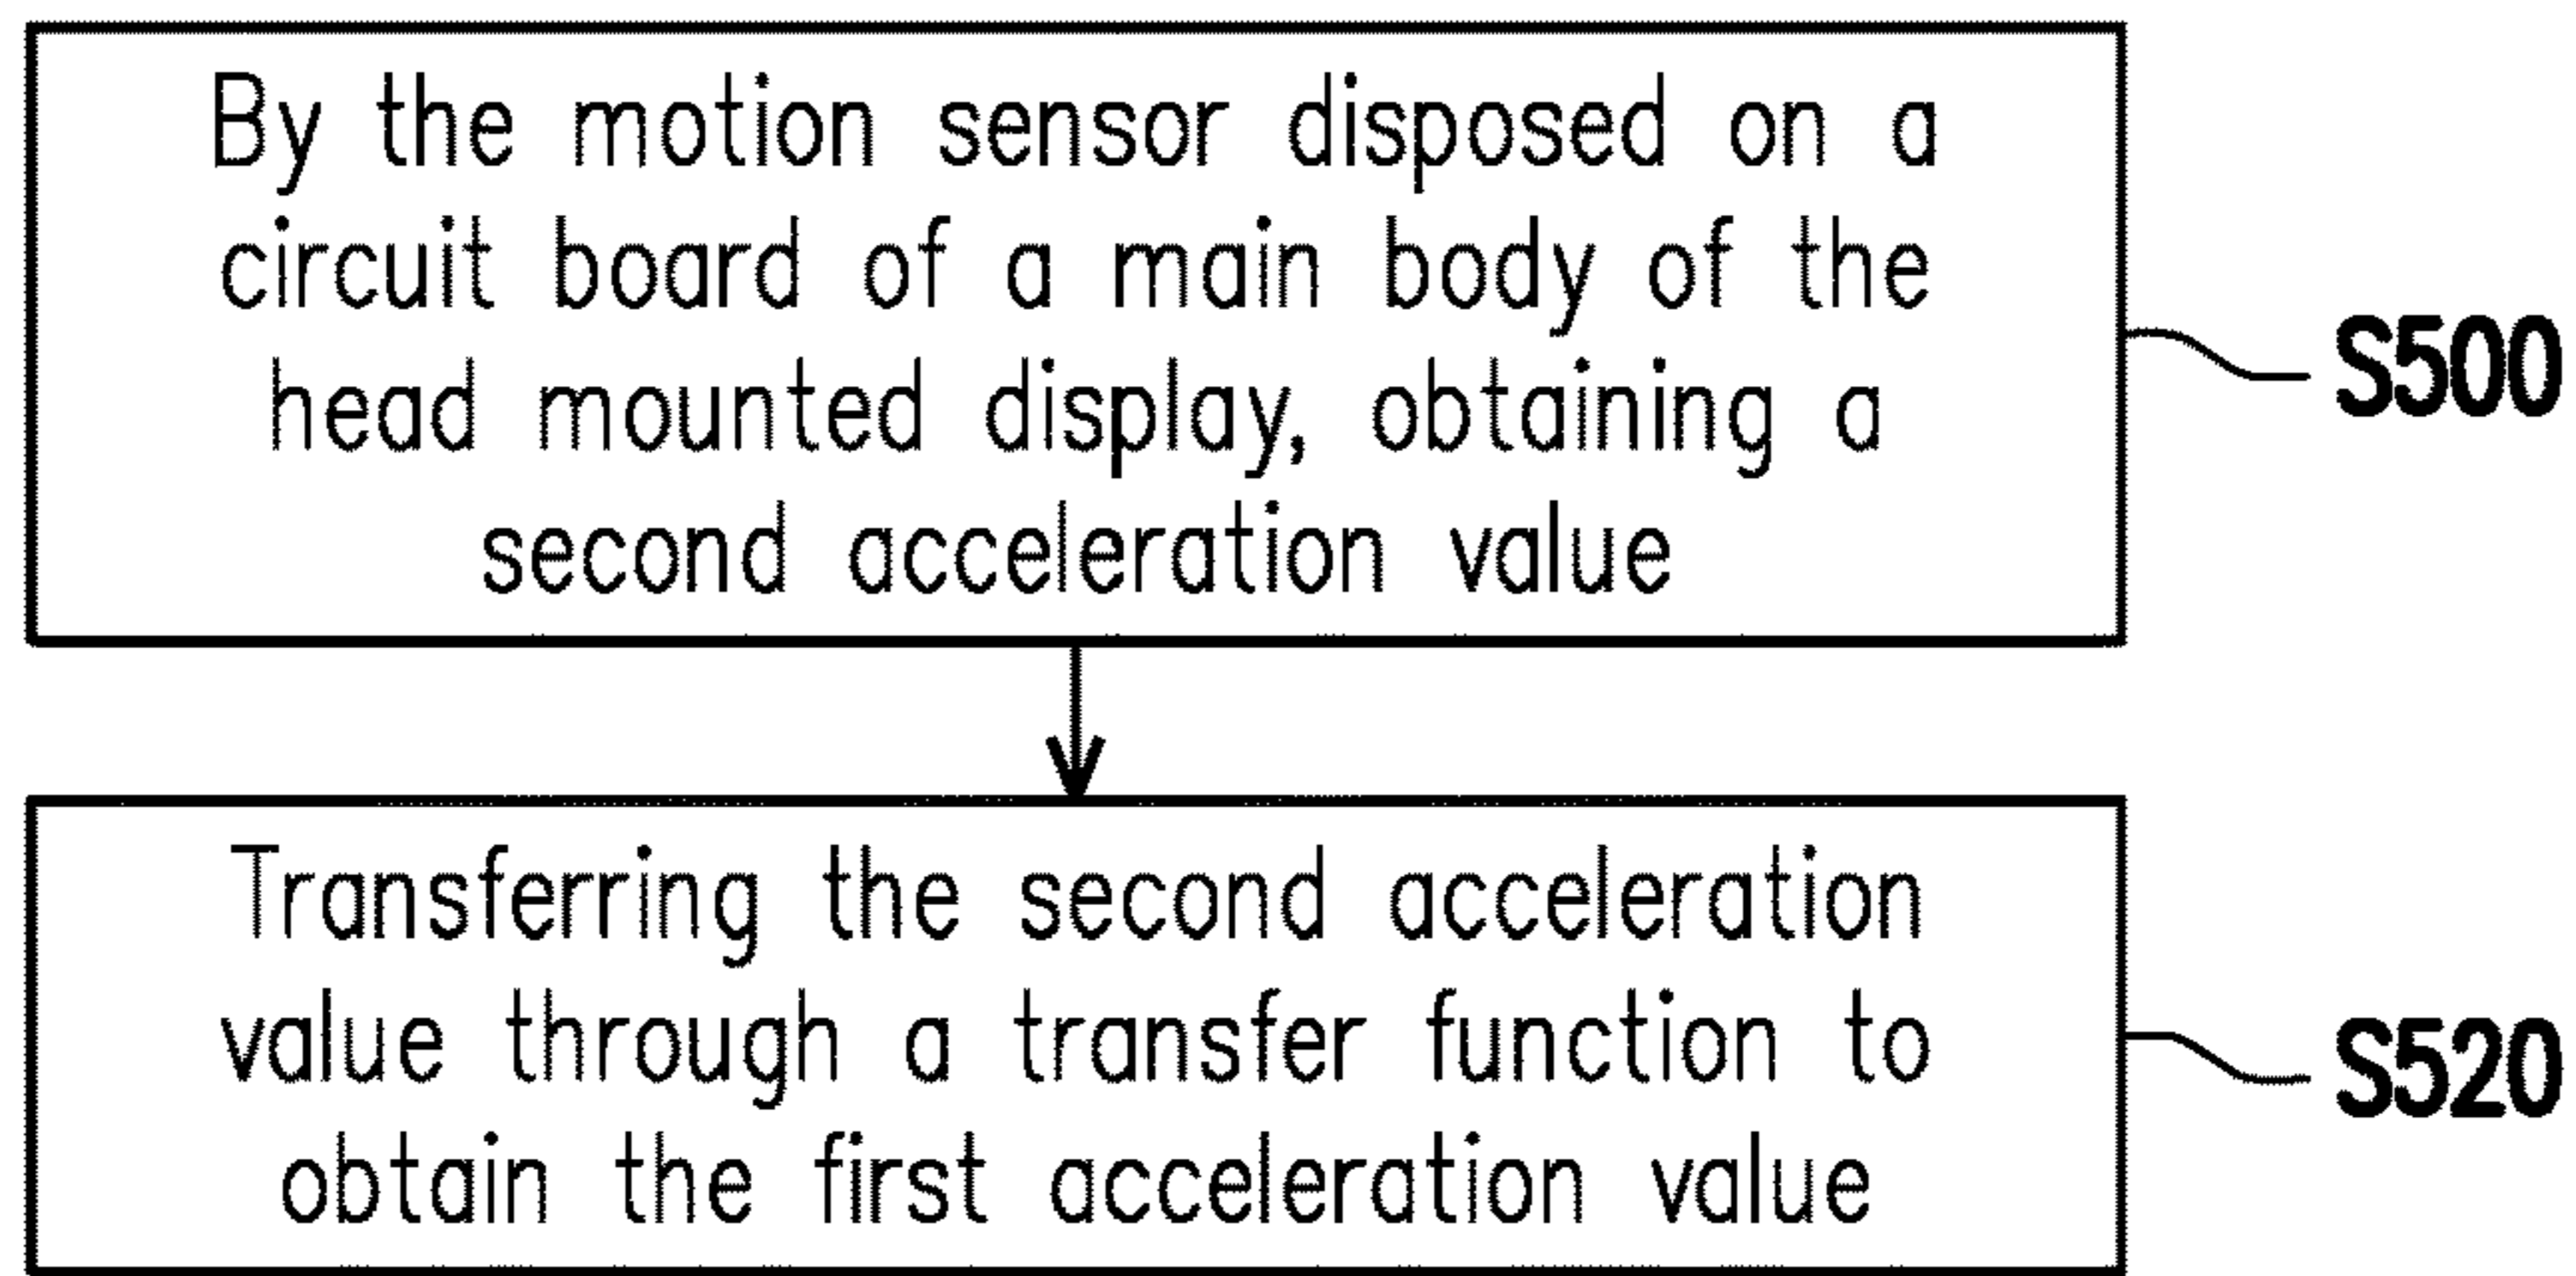 By the motion sensor disposed on a
circuit board of a main body of the
head mounted display, obtaining a
second acceleration value
S500
Transferring the second acceleration
value through a transfer function to
obtain the first acceleration value
S520